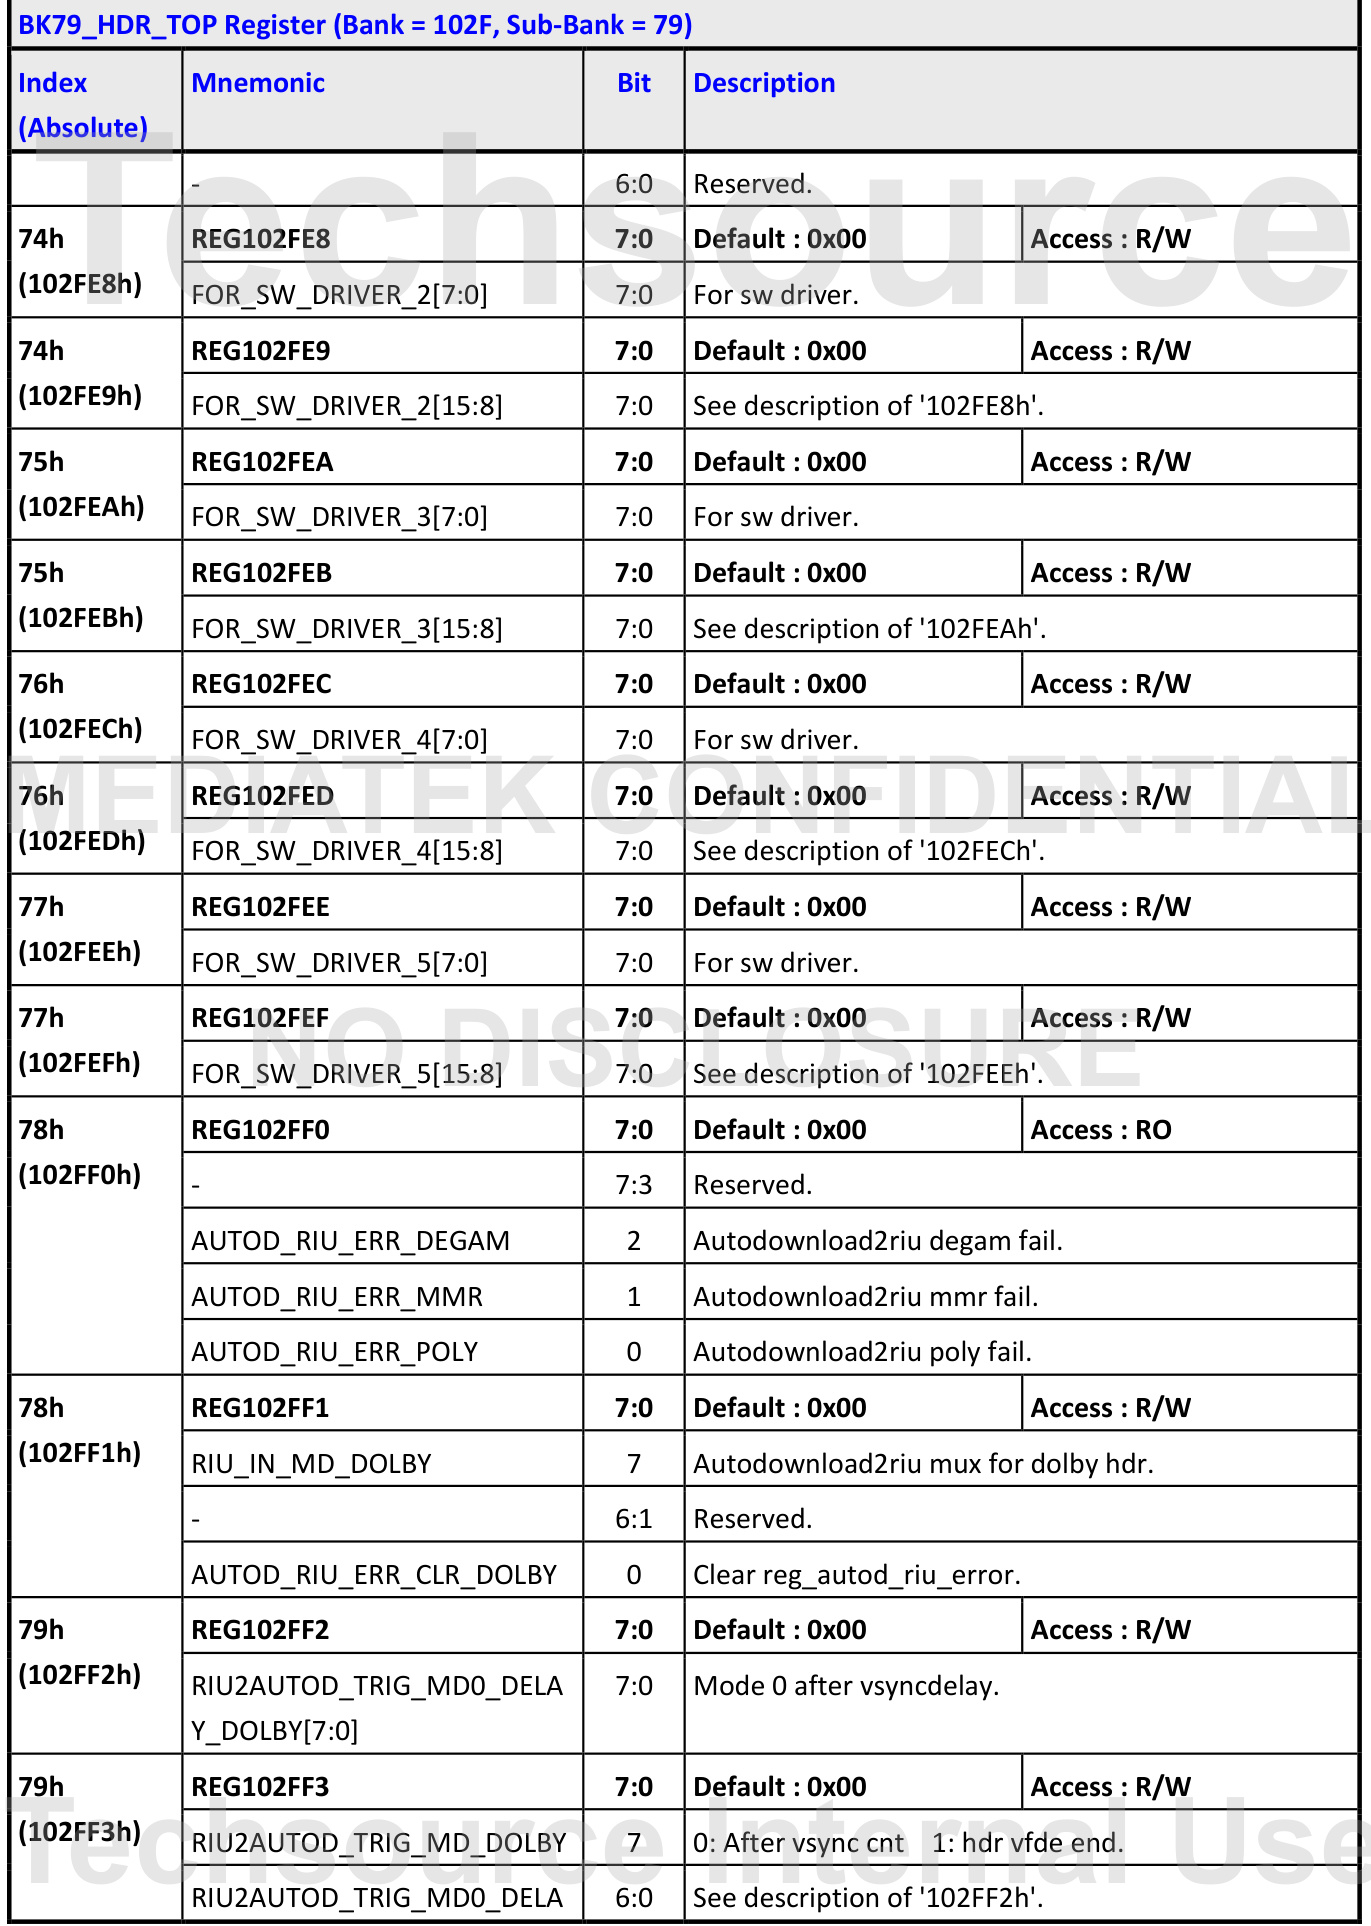 BK79_HDR_TOP Register (Bank = 102F, Sub-Bank = 79)
Index Mnemonic Bit Description
(Absolute)
- 6:0 Reserved.
Techsource
74h REG102FE8 7:0 Default : 0x00 Access : R/W
(102FE8h) FOR_SW_DRIVER_2[7:0] 7:0 For sw driver.
74h REG102FE9 7:0 Default : 0x00 Access : R/W
(102FE9h) FOR_SW_DRIVER_2[15:8] 7:0 See description of '102FE8h'.
75h REG102FEA 7:0 Default : 0x00 Access : R/W
(102FEAh) FOR_SW_DRIVER_3[7:0] 7:0 For sw driver.
75h REG102FEB 7:0 Default : 0x00 Access : R/W
(102FEBh) FOR_SW_DRIVER_3[15:8] 7:0 See description of '102FEAh'.
76h REG102FEC 7:0 Default : 0x00 Access : R/W
(102FECh) FOR_SW_DRIVER_4[7:0] 7:0 For sw driver.
MEDIATEK CONFIDENTIAL
76h REG102FED 7:0 Default : 0x00 Access : R/W
(102FEDh) FOR_SW_DRIVER_4[15:8] 7:0 See description of '102FECh'.
77h REG102FEE 7:0 Default : 0x00 Access : R/W
(102FEEh) FOR_SW_DRIVER_5[7:0] 7:0 For sw driver.
77h REG102FEF 7:0 Default : 0x00 Access : R/W
NO DISCLOSURE
(102FEFh) FOR_SW_DRIVER_5[15:8] 7:0 See description of '102FEEh'.
78h REG102FF0 7:0 Default : 0x00 Access : RO
(102FF0h) - 7:3 Reserved.
AUTOD_RIU_ERR_DEGAM 2 Autodownload2riu degam fail.
AUTOD_RIU_ERR_MMR 1 Autodownload2riu mmr fail.
AUTOD_RIU_ERR_POLY 0 Autodownload2riu poly fail.
78h REG102FF1 7:0 Default : 0x00 Access : R/W
(102FF1h) RIU_IN_MD_DOLBY 7 Autodownload2riu mux for dolby hdr.
- 6:1 Reserved.
AUTOD_RIU_ERR_CLR_DOLBY 0 Clear reg_autod_riu_error.
79h REG102FF2 7:0 Default : 0x00 Access : R/W
(102FF2h) RIU2AUTOD_TRIG_MD0_DELA 7:0 Mode 0 after vsyncdelay.
Y_DOLBY[7:0]
79h REG102FF3 7:0 Default : 0x00 Access : R/W
(102FF3h) RIU2AUTOD_TRIG_MD_DOLBY 7 0: After vsync cnt 1: hdr vfde end.
Techsource Internal Use
RIU2AUTOD_TRIG_MD0_DELA 6:0 See description of '102FF2h'.